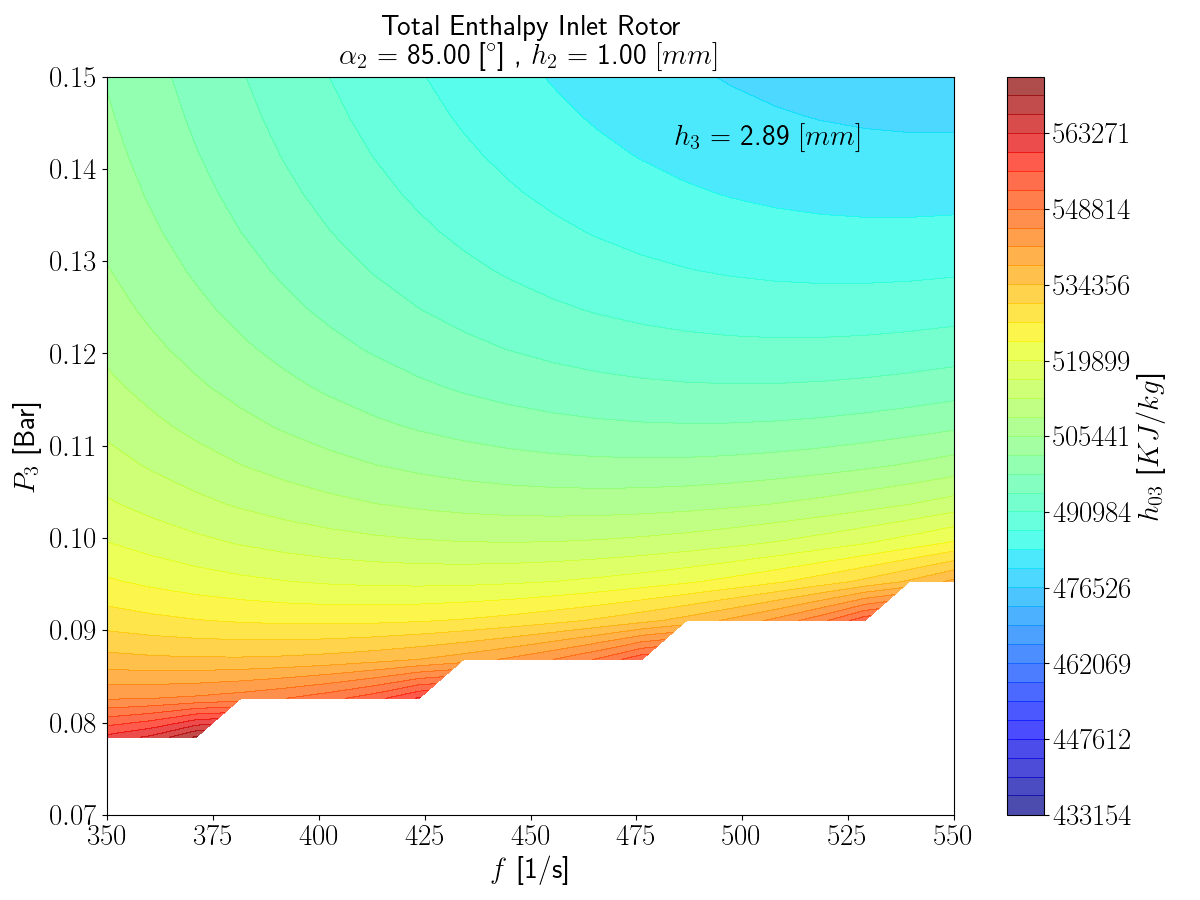 Total Enthalpy Inlet Rotor
α₂ = 85.00 [°] , h₂ = 1.00 [mm]
0.15
0.14
0.13
0.12
0.11
0.10
0.09
0.08
0.07
P₃ [Bar]
h₃ = 2.89 [mm]
350 375 400 425 450 475 500 525 550
f [1/s]
563271
548814
534356
519899
505441
490984
476526
462069
447612
433154
h₀₃ [KJ/kg]